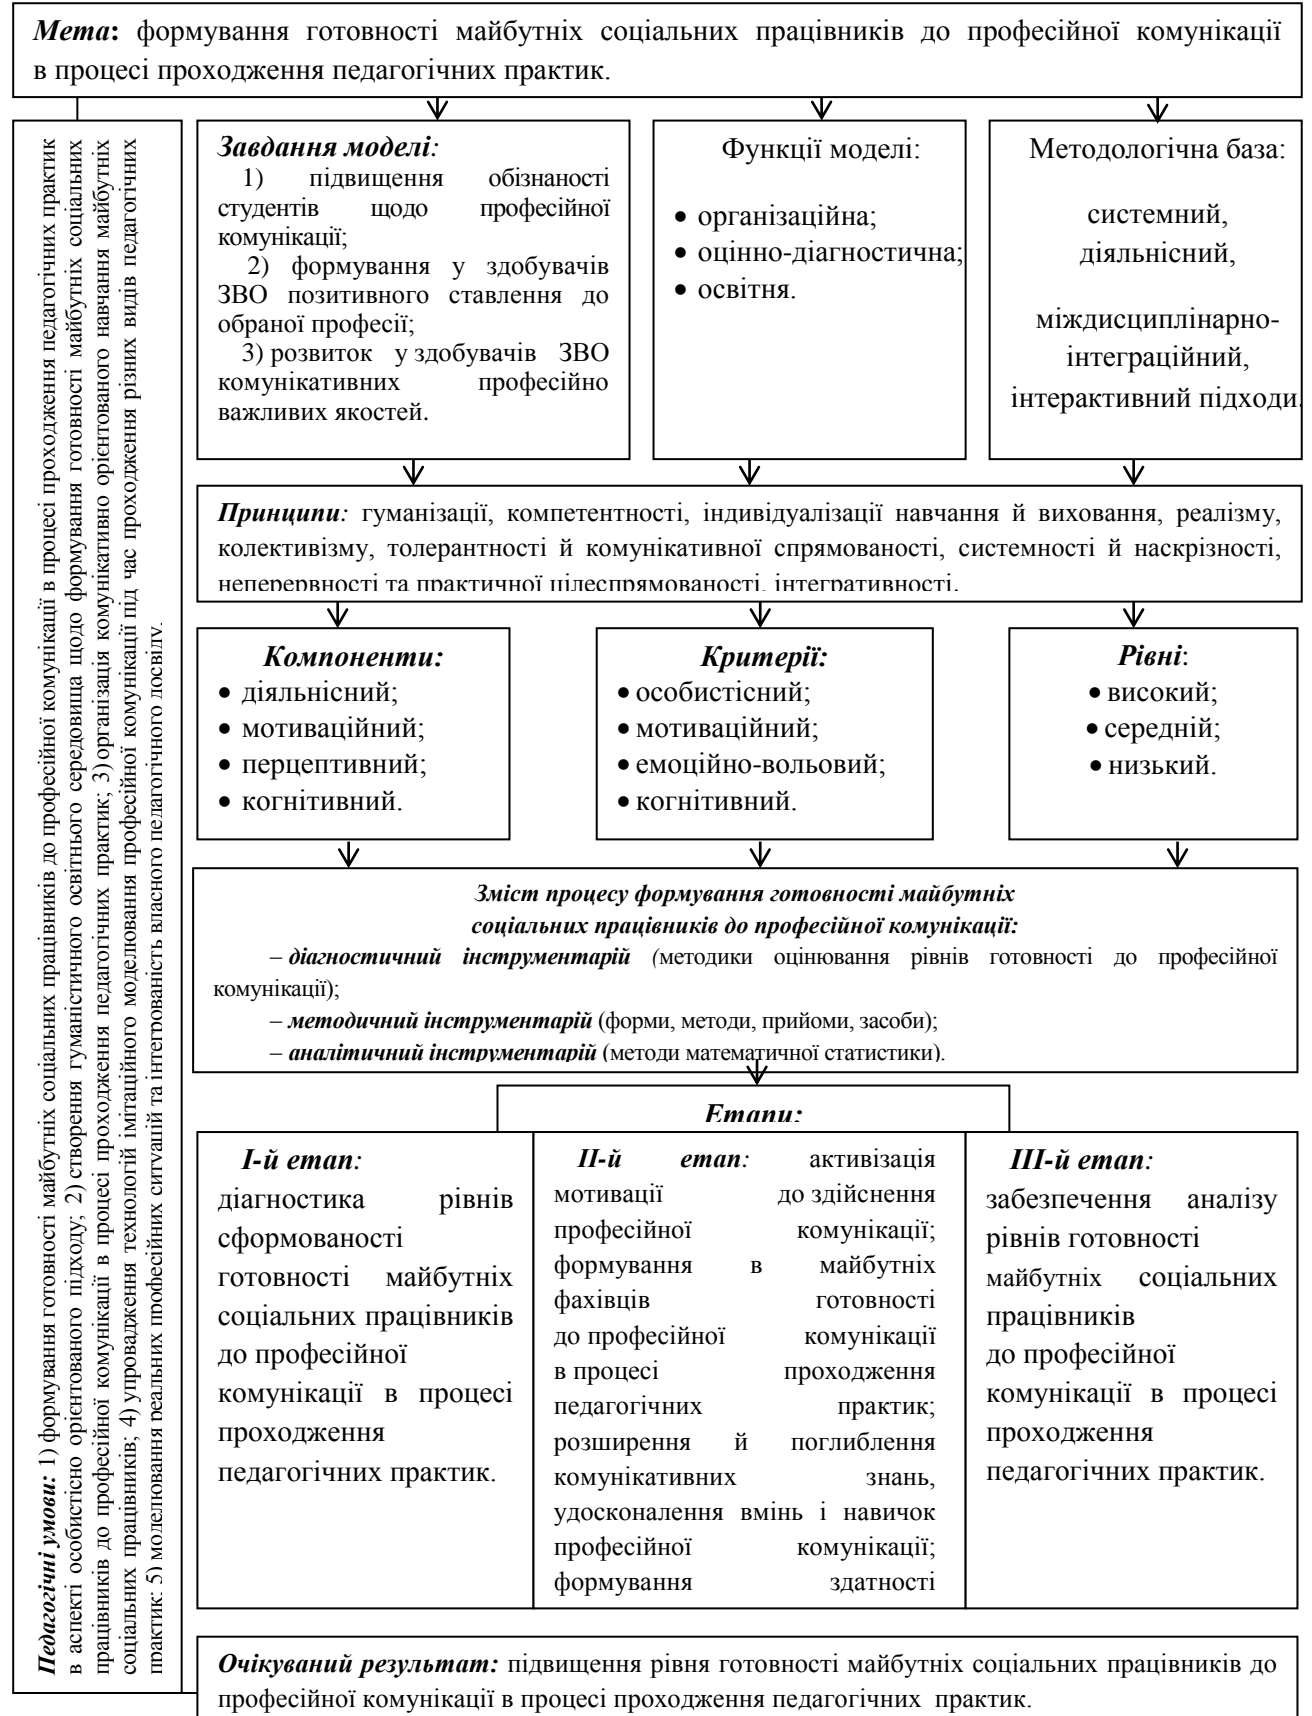 Мета: формування готовності майбутніх соціальних працівників до професійної комунікації
в процесі проходження педагогічних практик.
Педагогічні умови: 1) формування готовності майбутніх соціальних працівників до професійної комунікації в процесі проходження педагогічних практик
в аспекті особистісно орієнтованого підходу; 2) створення гуманістичного освітнього середовища щодо формування готовності майбутніх соціальних
працівників до професійної комунікації в процесі проходження педагогічних практик; 3) організація комунікативно орієнтованого навчання майбутніх
соціальних працівників; 4) упровадження технологій імітаційного моделювання професійної комунікації під час проходження різних видів педагогічних
практик; 5) моделювання реальних професійних ситуацій та інтегрованість власного педагогічного досвіду.
Завдання моделі:
1) підвищення обізнаності
студентів щодо професійної
комунікації;
2) формування у здобувачів
ЗВО позитивного ставлення до
обраної професії;
3) розвиток у здобувачів ЗВО
комунікативних професійно
важливих якостей.
Функції моделі:
• організаційна;
• оцінно-діагностична;
• освітня.
Методологічна база:
системний,
діяльнісний,
міждисциплінарно-
інтеграційний,
інтерактивний підходи.
Принципи: гуманізації, компетентності, індивідуалізації навчання й виховання, реалізму,
колективізму, толерантності й комунікативної спрямованості, системності й наскрізності,
неперервності та практичної цілеспрямованості, інтегративності.
Компоненти:
• діяльнісний;
• мотиваційний;
• перцептивний;
• когнітивний.
Критерії:
• особистісний;
• мотиваційний;
• емоційно-вольовий;
• когнітивний.
Рівні:
• високий;
• середній;
• низький.
Зміст процесу формування готовності майбутніх
соціальних працівників до професійної комунікації:
– діагностичний інструментарій (методики оцінювання рівнів готовності до професійної
комунікації);
– методичний інструментарій (форми, методи, прийоми, засоби);
– аналітичний інструментарій (методи математичної статистики).
Етапи:
І-й етап:
діагностика рівнів
сформованості
готовності майбутніх
соціальних працівників
до професійної
комунікації в процесі
проходження
педагогічних практик.
ІІ-й етап: активізація
мотивації до здійснення
професійної комунікації;
формування в майбутніх
фахівців готовності
до професійної комунікації
в процесі проходження
педагогічних практик;
розширення й поглиблення
комунікативних знань,
удосконалення вмінь і навичок
професійної комунікації;
формування здатності
ІІІ-й етап:
забезпечення аналізу
рівнів готовності
майбутніх соціальних
працівників
до професійної
комунікації в процесі
проходження
педагогічних практик.
Очікуваний результат: підвищення рівня готовності майбутніх соціальних працівників до
професійної комунікації в процесі проходження педагогічних практик.